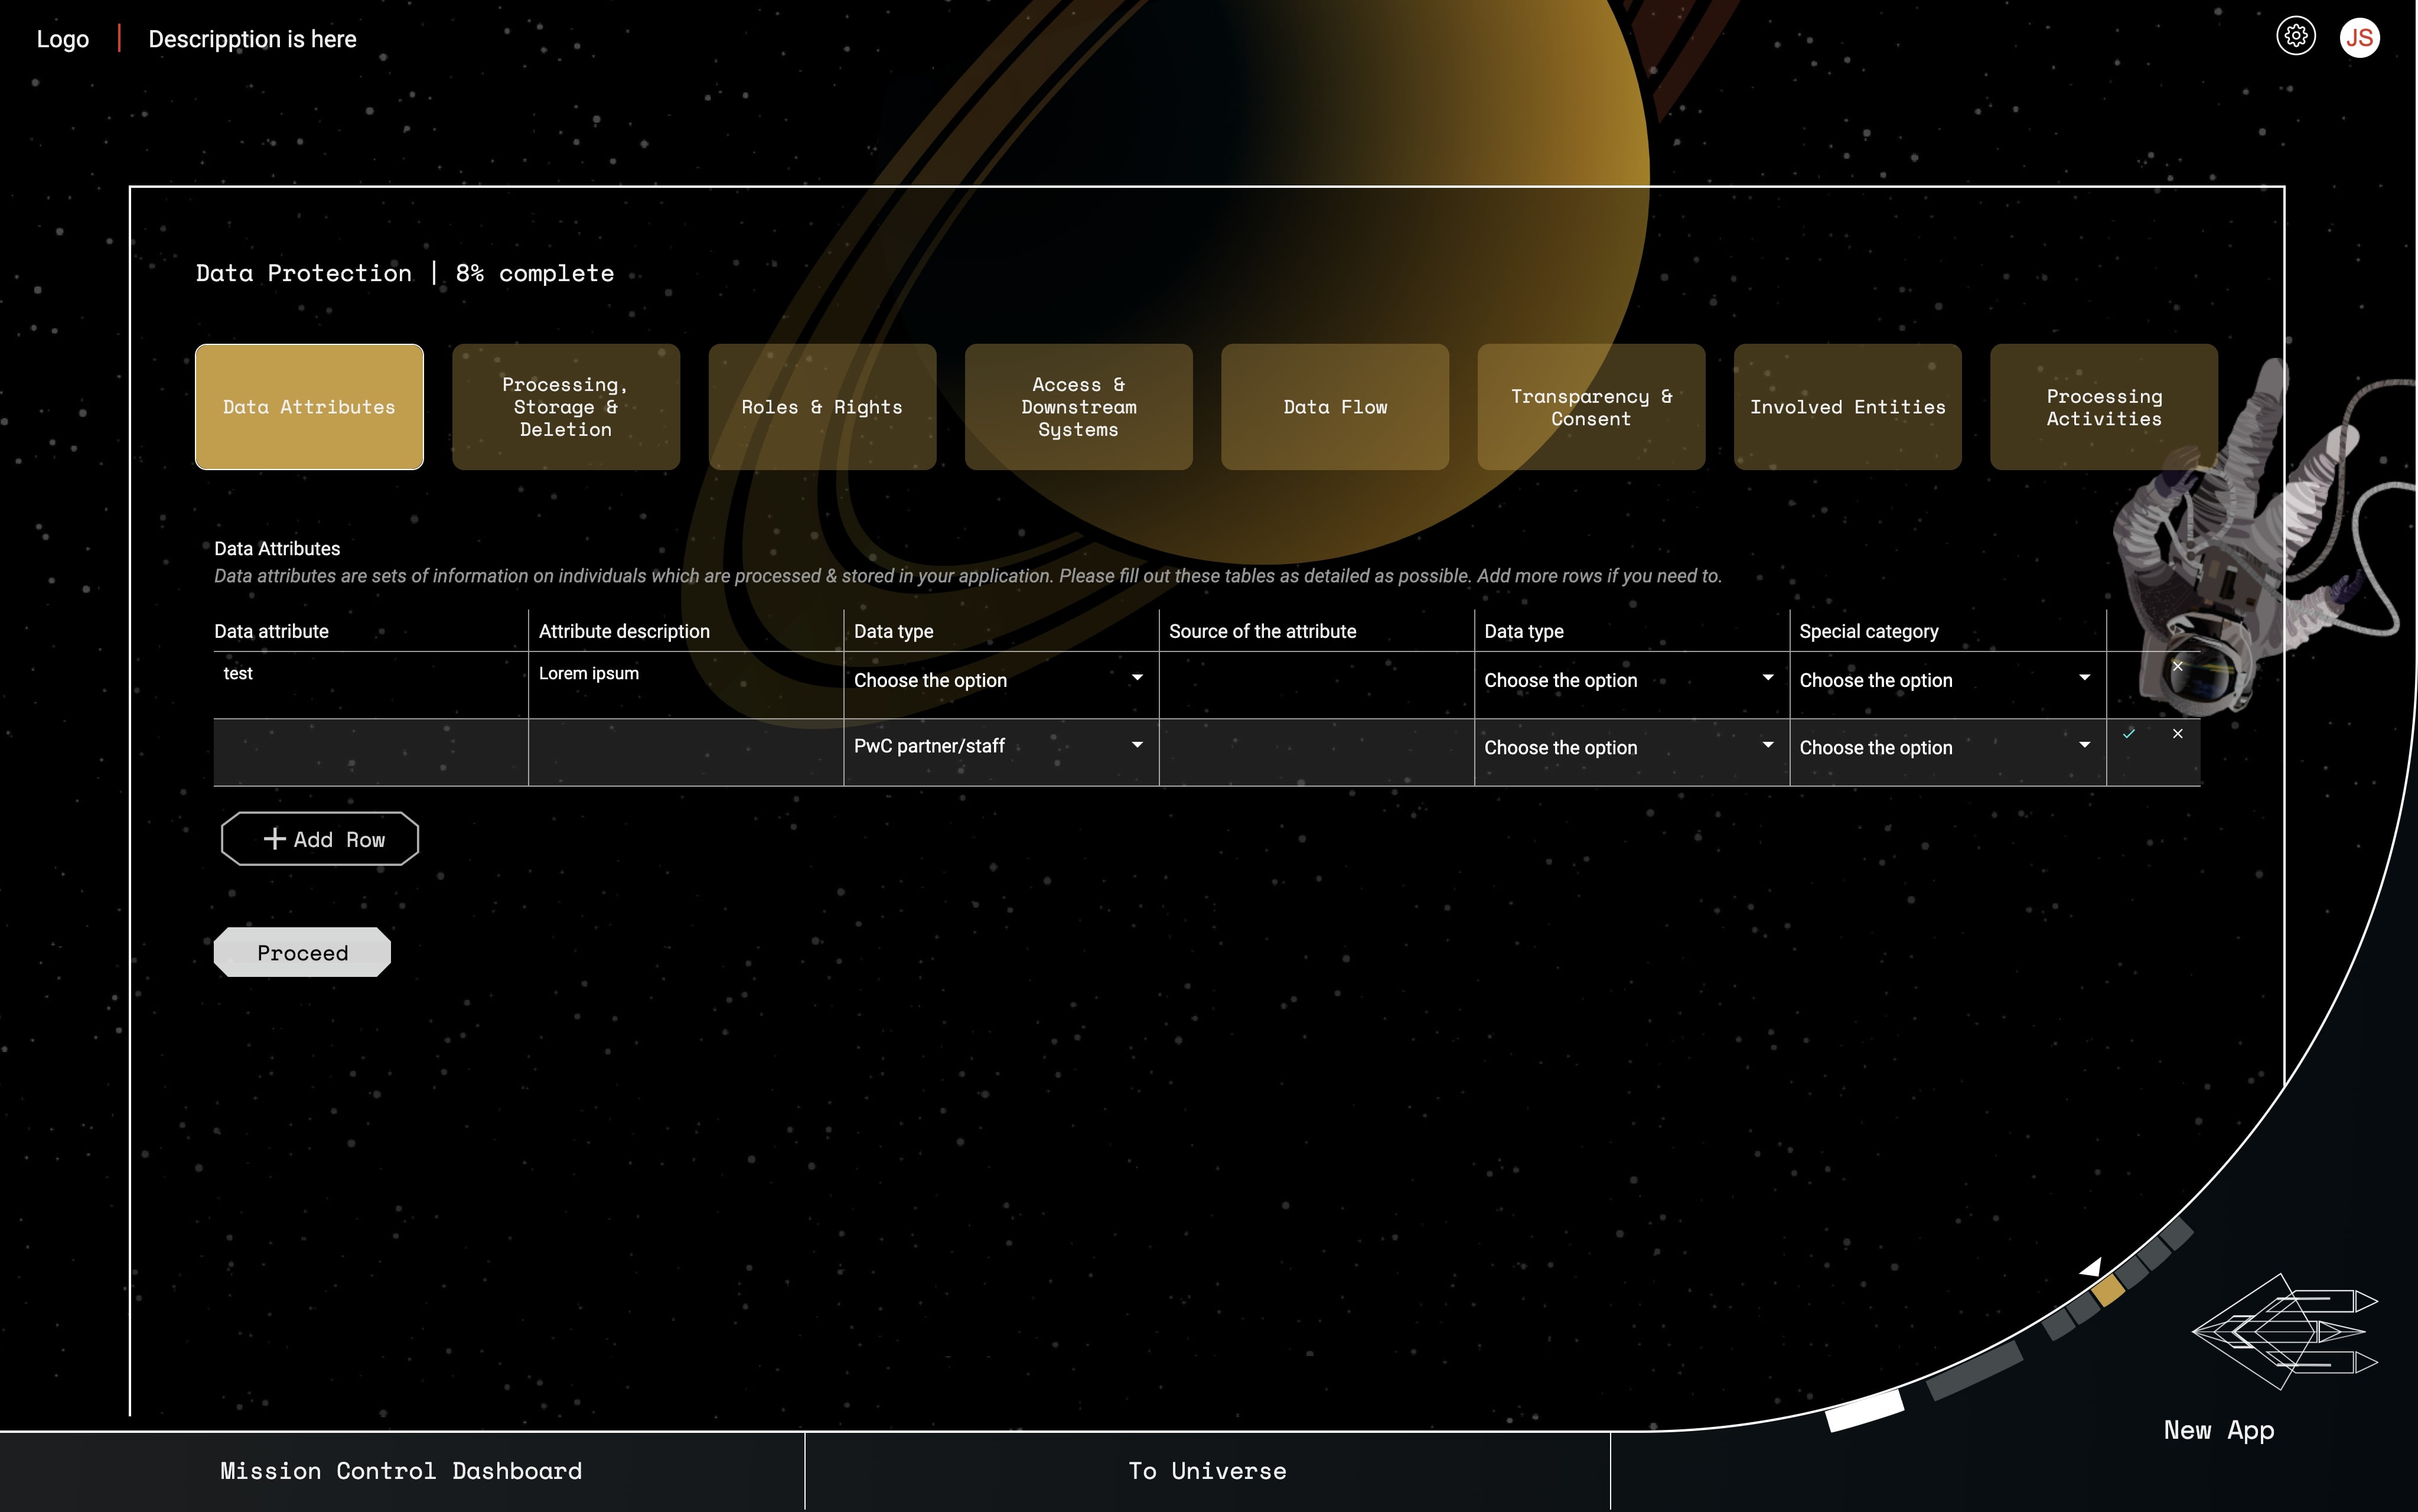 Logo | Descripption is here
JS
Data Protection | 8% complete
Data Attributes
Processing,
Storage &
Deletion
Roles & Rights
Access &
Downstream
Systems
Data Flow
Transparency &
Consent
Involved Entities
Processing
Activities
Data Attributes
Data attributes are sets of information on individuals which are processed & stored in your application. Please fill out these tables as detailed as possible. Add more rows if you need to.
Data attribute Attribute description Data type Source of the attribute Data type Special category
test Lorem ipsum Choose the option Choose the option Choose the option
PwC partner/staff Choose the option Choose the option
Add Row
Proceed
New App
Mission Control Dashboard To Universe